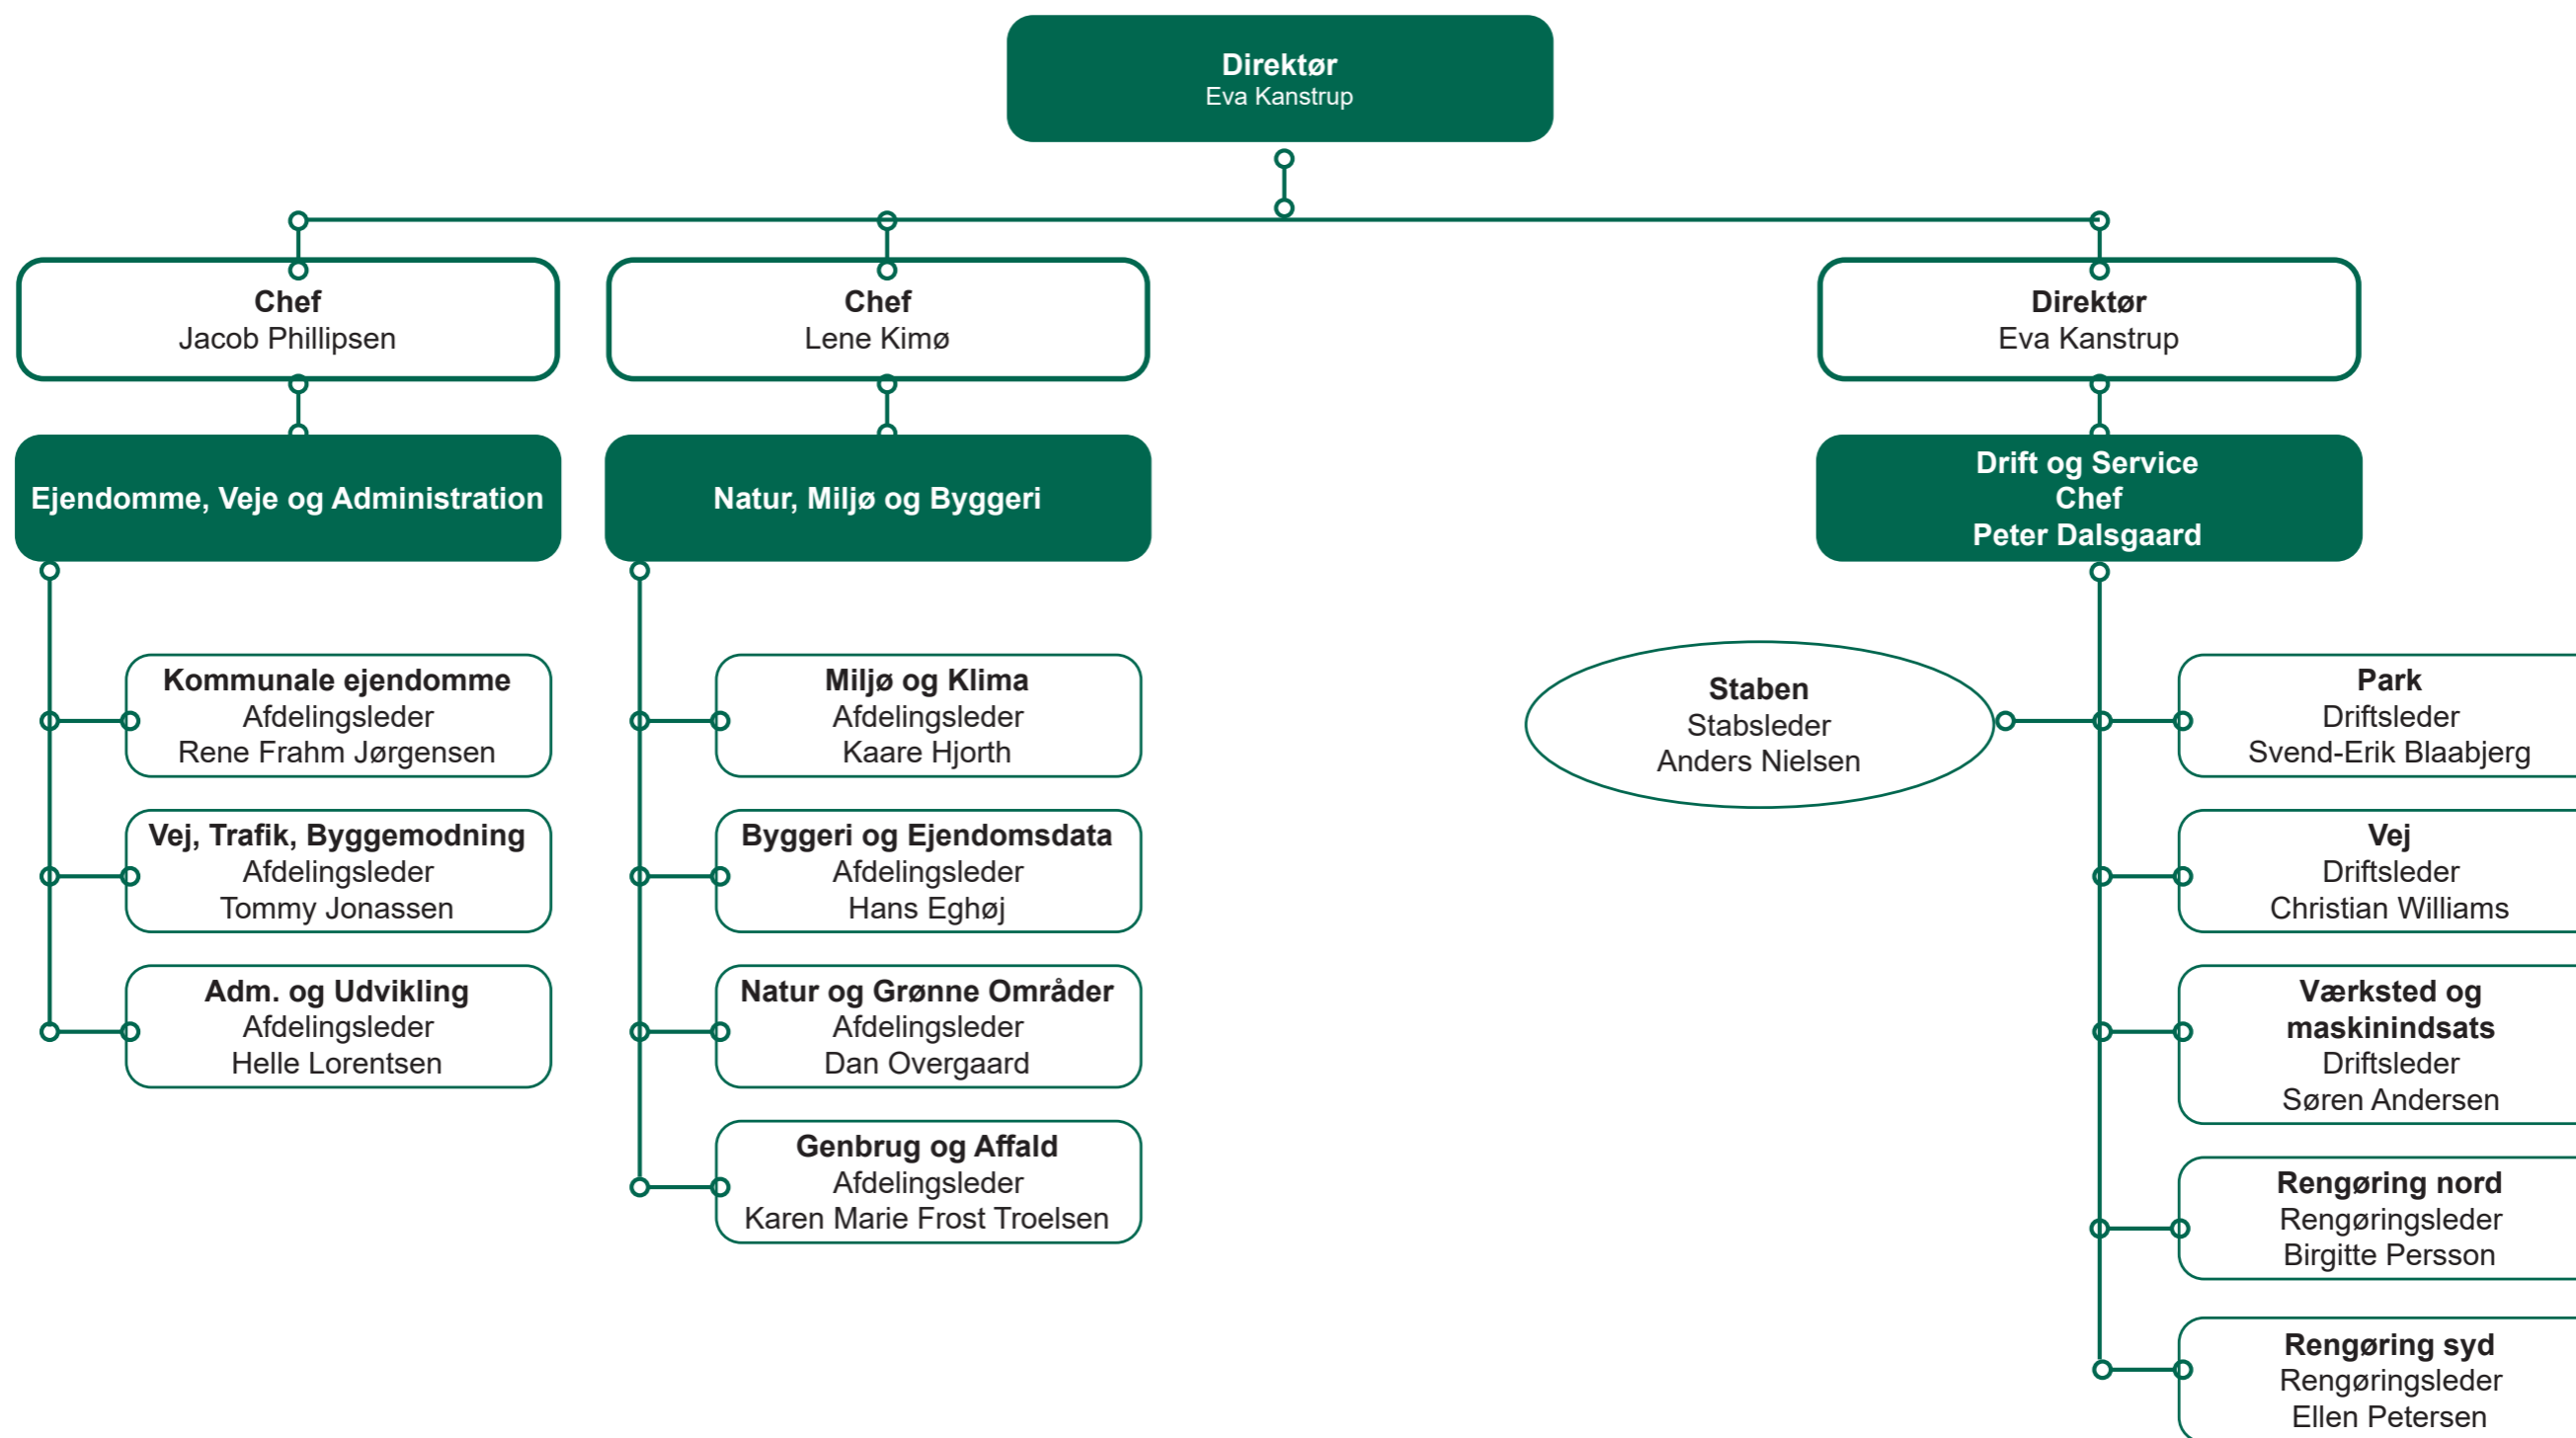 Direktør
Eva Kanstrup
Chef
Jacob Phillipsen
Chef
Lene Kimø
Direktør
Eva Kanstrup
Ejendomme, Veje og Administration
Natur, Miljø og Byggeri
Drift og Service
Chef
Peter Dalsgaard
Kommunale ejendomme
Afdelingsleder
Rene Frahm Jørgensen
Vej, Trafik, Byggemodning
Afdelingsleder
Tommy Jonassen
Adm. og Udvikling
Afdelingsleder
Helle Lorentsen
Miljø og Klima
Afdelingsleder
Kaare Hjorth
Byggeri og Ejendomsdata
Afdelingsleder
Hans Eghøj
Natur og Grønne Områder
Afdelingsleder
Dan Overgaard
Genbrug og Affald
Afdelingsleder
Karen Marie Frost Troelsen
Staben
Stabsleder
Anders Nielsen
Park
Driftsleder
Svend-Erik Blaabjerg
Vej
Driftsleder
Christian Williams
Værksted og
maskinindsats
Driftsleder
Søren Andersen
Rengøring nord
Rengøringsleder
Birgitte Persson
Rengøring syd
Rengøringsleder
Ellen Petersen